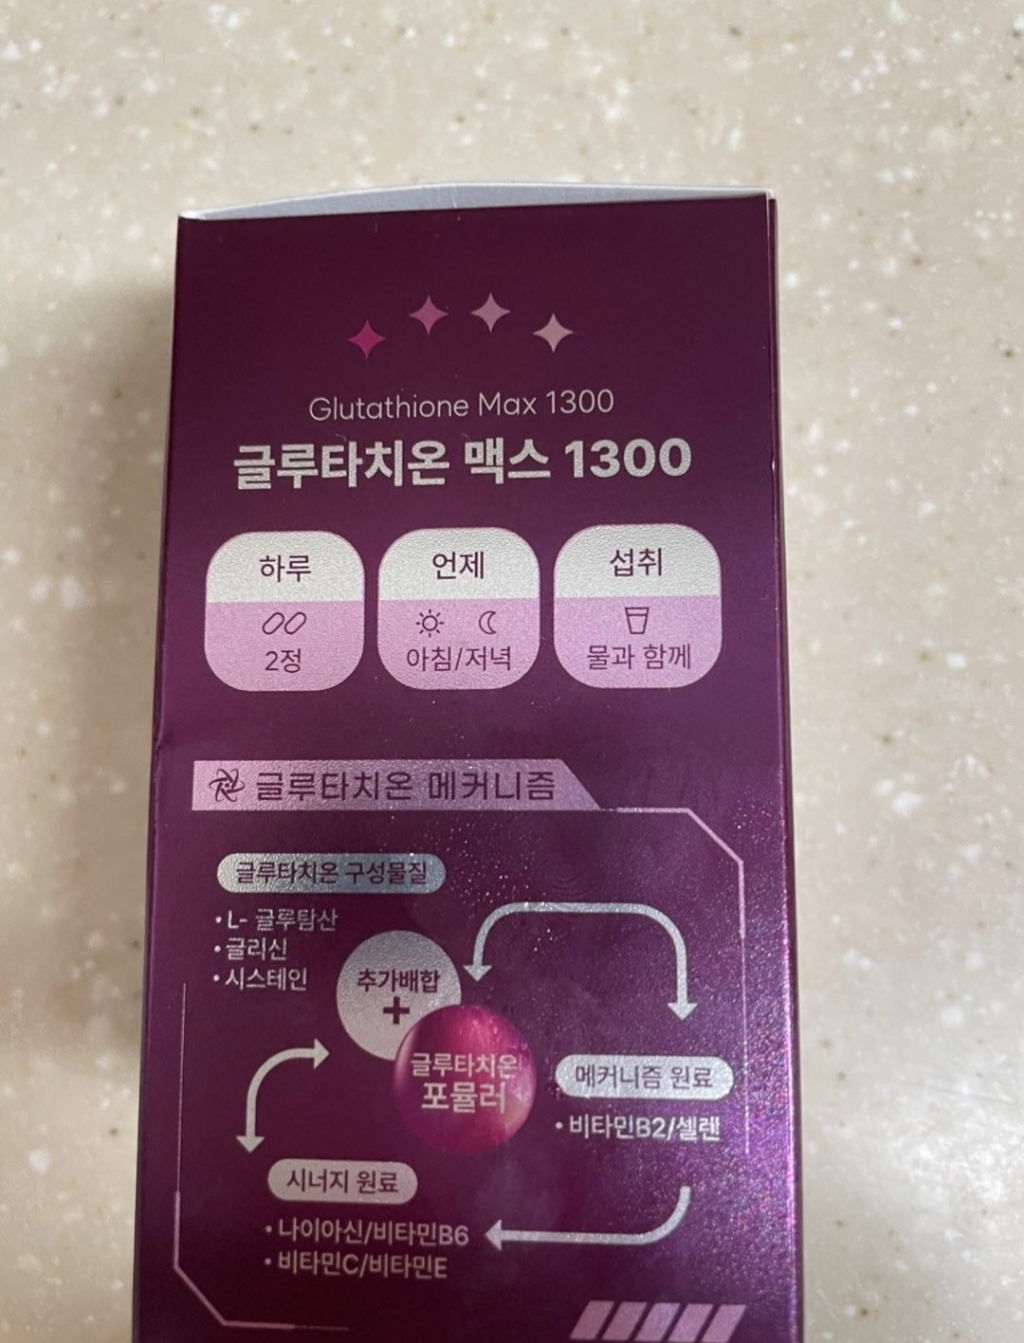 Glutathione Max 1300
글루타치온 맥스 1300
하루
2정
언제
아침/저녁
섭취
물과 함께
글루타치온 메커니즘
글루타치온 구성물질
• L- 글루탐산
• 글리신
• 시스테인
추가배합
+
글루타치온
포뮬러
메커니즘 원료
• 비타민B2/셀렌
시너지 원료
• 나이아신/비타민B6
• 비타민C/비타민E